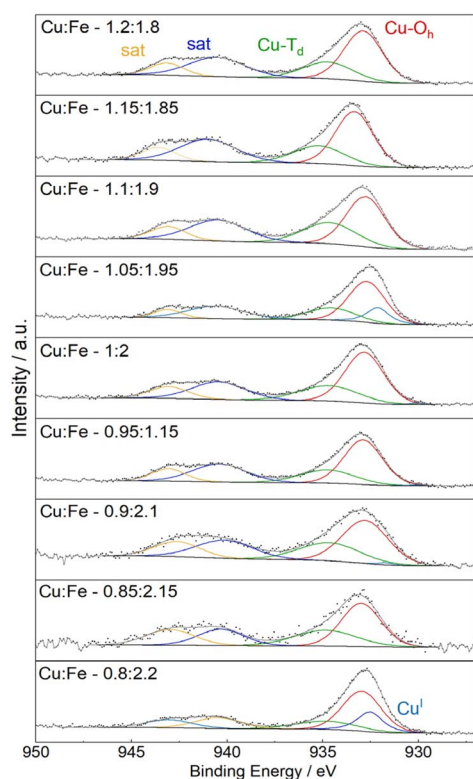 Cu:Fe - 1.2:1.8
sat
sat
Cu-Td
Cu-Oh
Cu:Fe - 1.15:1.85
Cu:Fe - 1.1:1.9
Cu:Fe - 1.05:1.95
Cu:Fe - 1:2
Cu:Fe - 0.95:1.15
Cu:Fe - 0.9:2.1
Cu:Fe - 0.85:2.15
Cu:Fe - 0.8:2.2
CuI
Intensity / a.u.
950 945 940 935 930
Binding Energy / eV